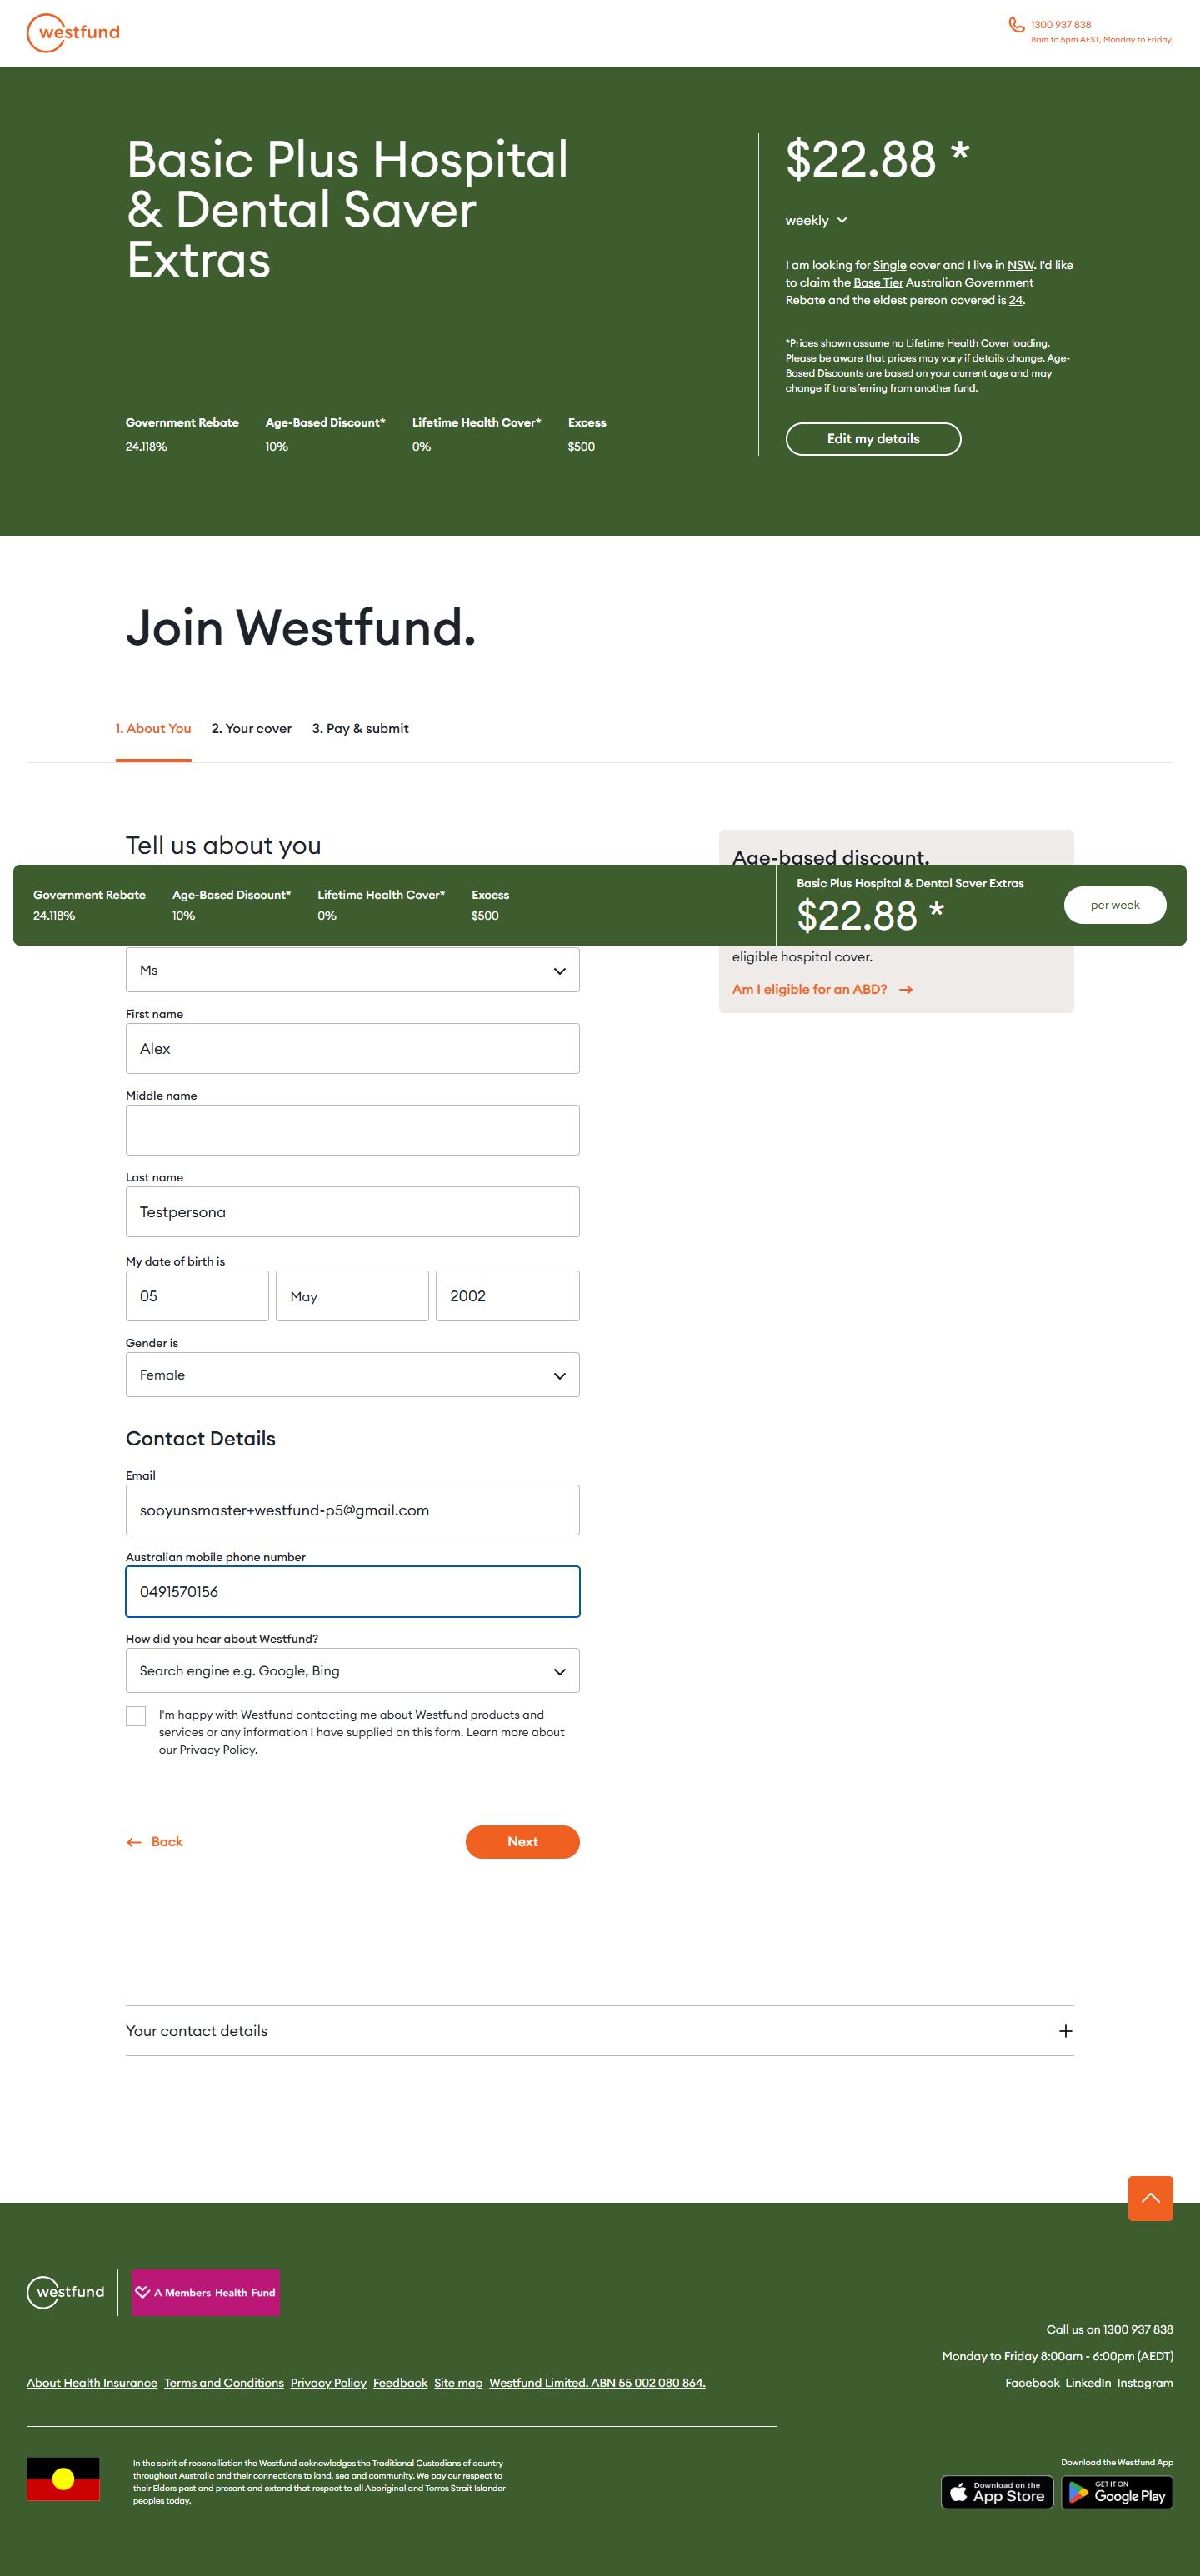 westfund
1300 937 838
8am to 5pm AEST, Monday to Friday.
Basic Plus Hospital
& Dental Saver
Extras
Government Rebate
24.118%
Age-Based Discount*
10%
Lifetime Health Cover*
0%
Excess
$500
$22.88 *
weekly
I am looking for Single cover and I live in NSW. I'd like
to claim the Base Tier Australian Government
Rebate and the eldest person covered is 24.
*Prices shown assume no Lifetime Health Cover loading.
Please be aware that prices may vary if details change. Age-
Based Discounts are based on your current age and may
change if transferring from another fund.
Edit my details
Join Westfund.
1. About You
2. Your cover
3. Pay & submit
Tell us about you
Age-based discount.
Government Rebate
24.118%
Age-Based Discount*
10%
Lifetime Health Cover*
0%
Excess
$500
Basic Plus Hospital & Dental Saver Extras
$22.88 *
per week
eligible hospital cover.
Am I eligible for an ABD?
Ms
First name
Alex
Middle name
Last name
Testpersona
My date of birth is
05
May
2002
Gender is
Female
Contact Details
Email
sooyunsmaster+westfund-p5@gmail.com
Australian mobile phone number
0491570156
How did you hear about Westfund?
Search engine e.g. Google, Bing
I'm happy with Westfund contacting me about Westfund products and
services or any information I have supplied on this form. Learn more about
our Privacy Policy.
Back
Next
Your contact details
westfund
A Members Health Fund
Call us on 1300 937 838
Monday to Friday 8:00am - 6:00pm (AEDT)
Facebook LinkedIn Instagram
About Health Insurance Terms and Conditions Privacy Policy Feedback Site map Westfund Limited. ABN 55 002 080 864.
In the spirit of reconciliation the Westfund acknowledges the Traditional Custodians of country
throughout Australia and their connections to land, sea and community. We pay our respect to
their Elders past and present and extend that respect to all Aboriginal and Torres Strait Islander
peoples today.
Download the Westfund App
Download on the
App Store
GET IT ON
Google Play